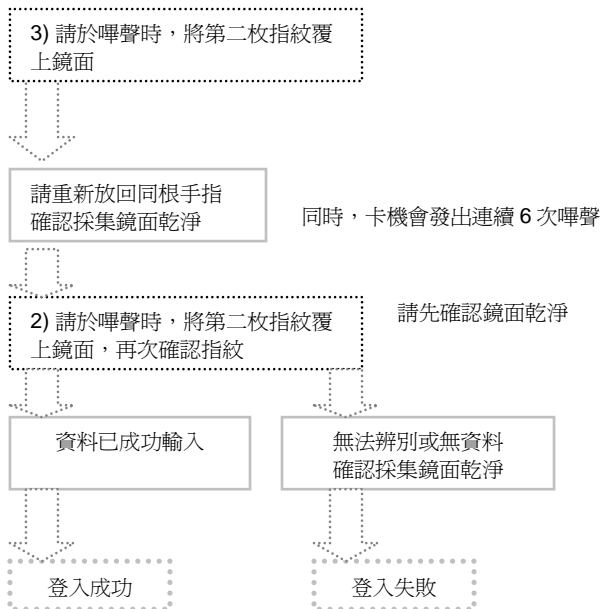 3) 請於嗶聲時，將第二枚指紋覆
上鏡面
請重新放回同根手指
確認採集鏡面乾淨
同時，卡機會發出連續 6 次嗶聲
2) 請於嗶聲時，將第二枚指紋覆
上鏡面，再次確認指紋
請先確認鏡面乾淨
資料已成功輸入
無法辨別或無資料
確認採集鏡面乾淨
登入成功
登入失敗